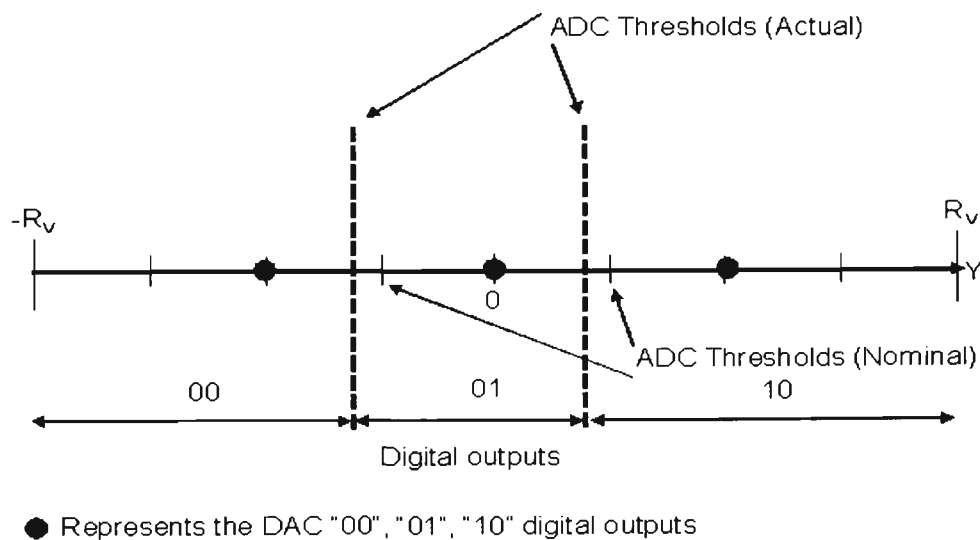 ADC Thresholds (Actual)
-Rv
Rv
Y
0
ADC Thresholds (Nominal)
00
01
10
Digital outputs
Represents the DAC "00", "01", "10" digital outputs